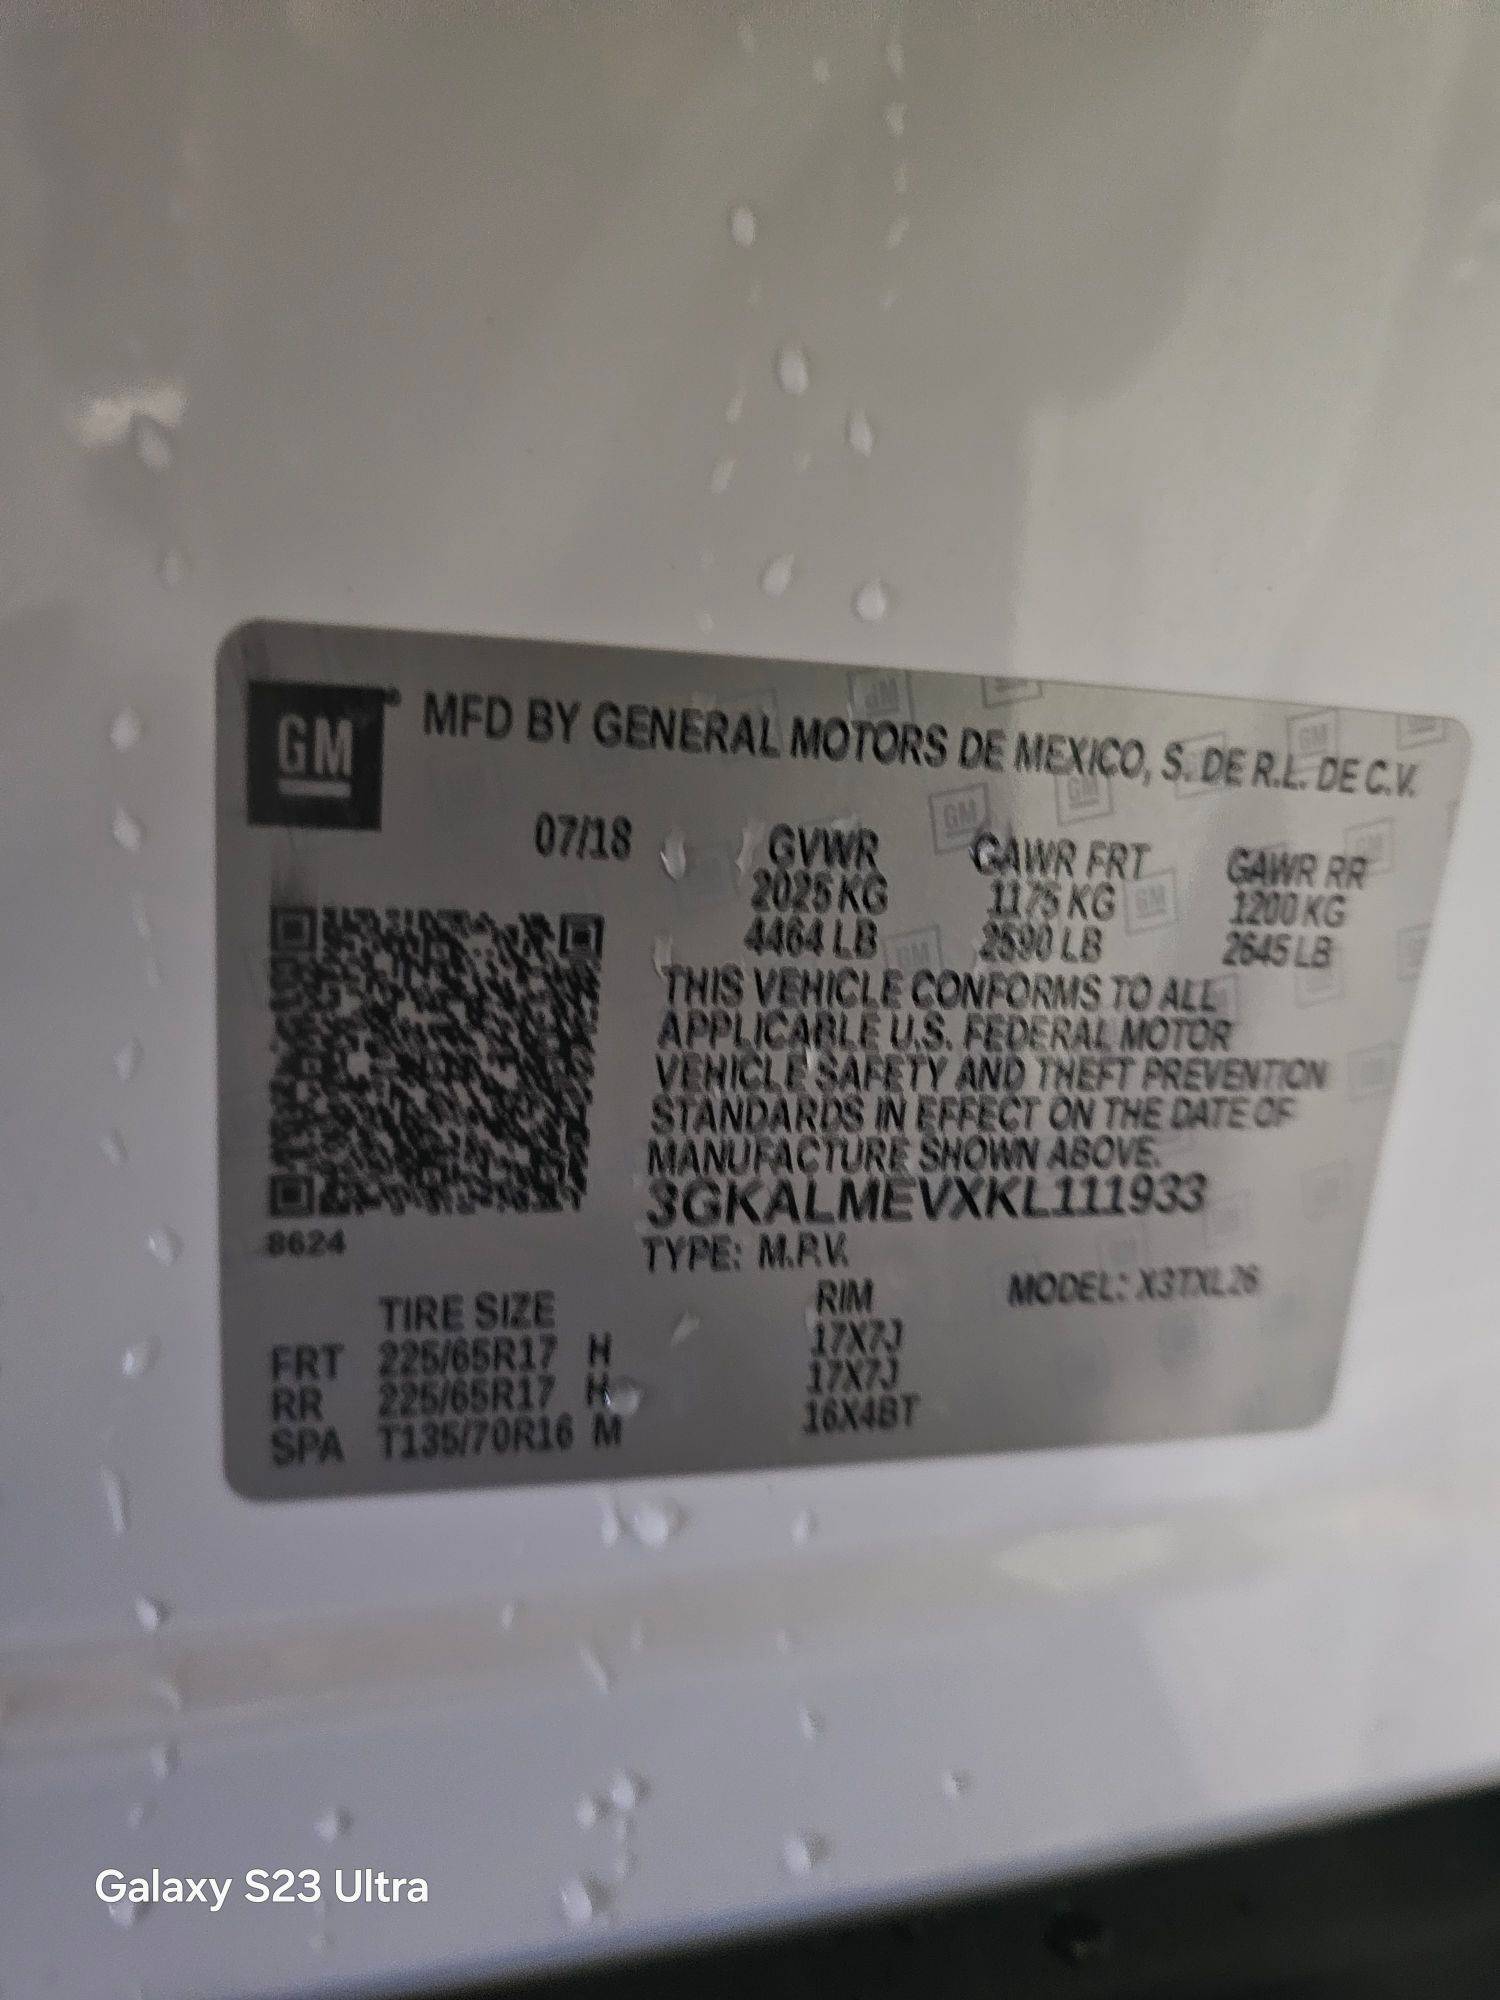 GM
MFD BY GENERAL MOTORS DE MEXICO, S. DE R.L. DE C.V.
07/18
GVWR GAWR FRT GAWR RR
2025 KG 1175 KG 1200 KG
4464 LB 2590 LB 2645 LB
THIS VEHICLE CONFORMS TO ALL
APPLICABLE U.S. FEDERAL MOTOR
VEHICLE SAFETY AND THEFT PREVENTION
STANDARDS IN EFFECT ON THE DATE OF
MANUFACTURE SHOWN ABOVE.
3GKALMEVXKL111933
8624
TYPE: M.P.V.
MODEL: X3TXL26
TIRE SIZE RIM
FRT 225/65R17 H 17X7J
RR 225/65R17 H 17X7J
SPA T135/70R16 M 16X4BT
Galaxy S23 Ultra